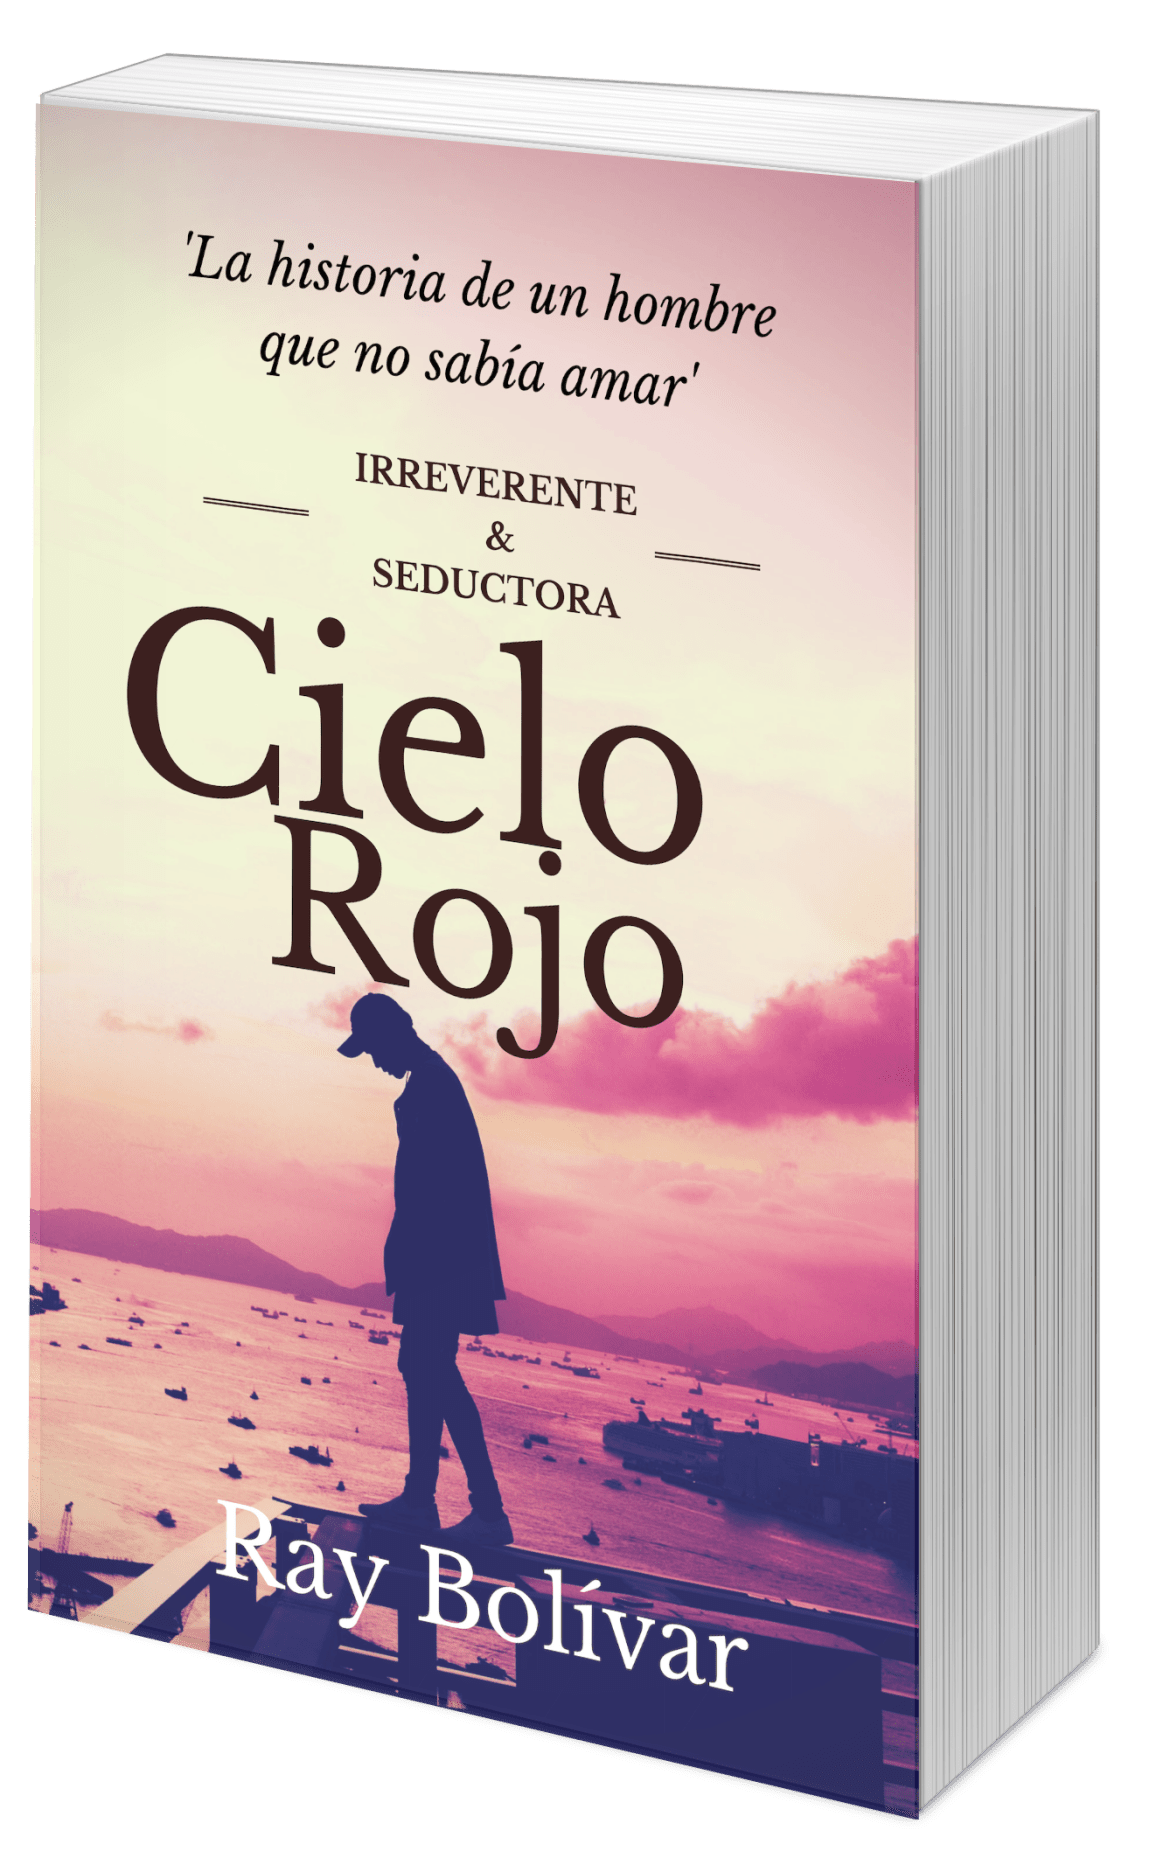 'La historia de un hombre
que no sabía amar'
IRREVERENTE
&
SEDUCTORA
Cielo
Rojo
Ray Bolívar